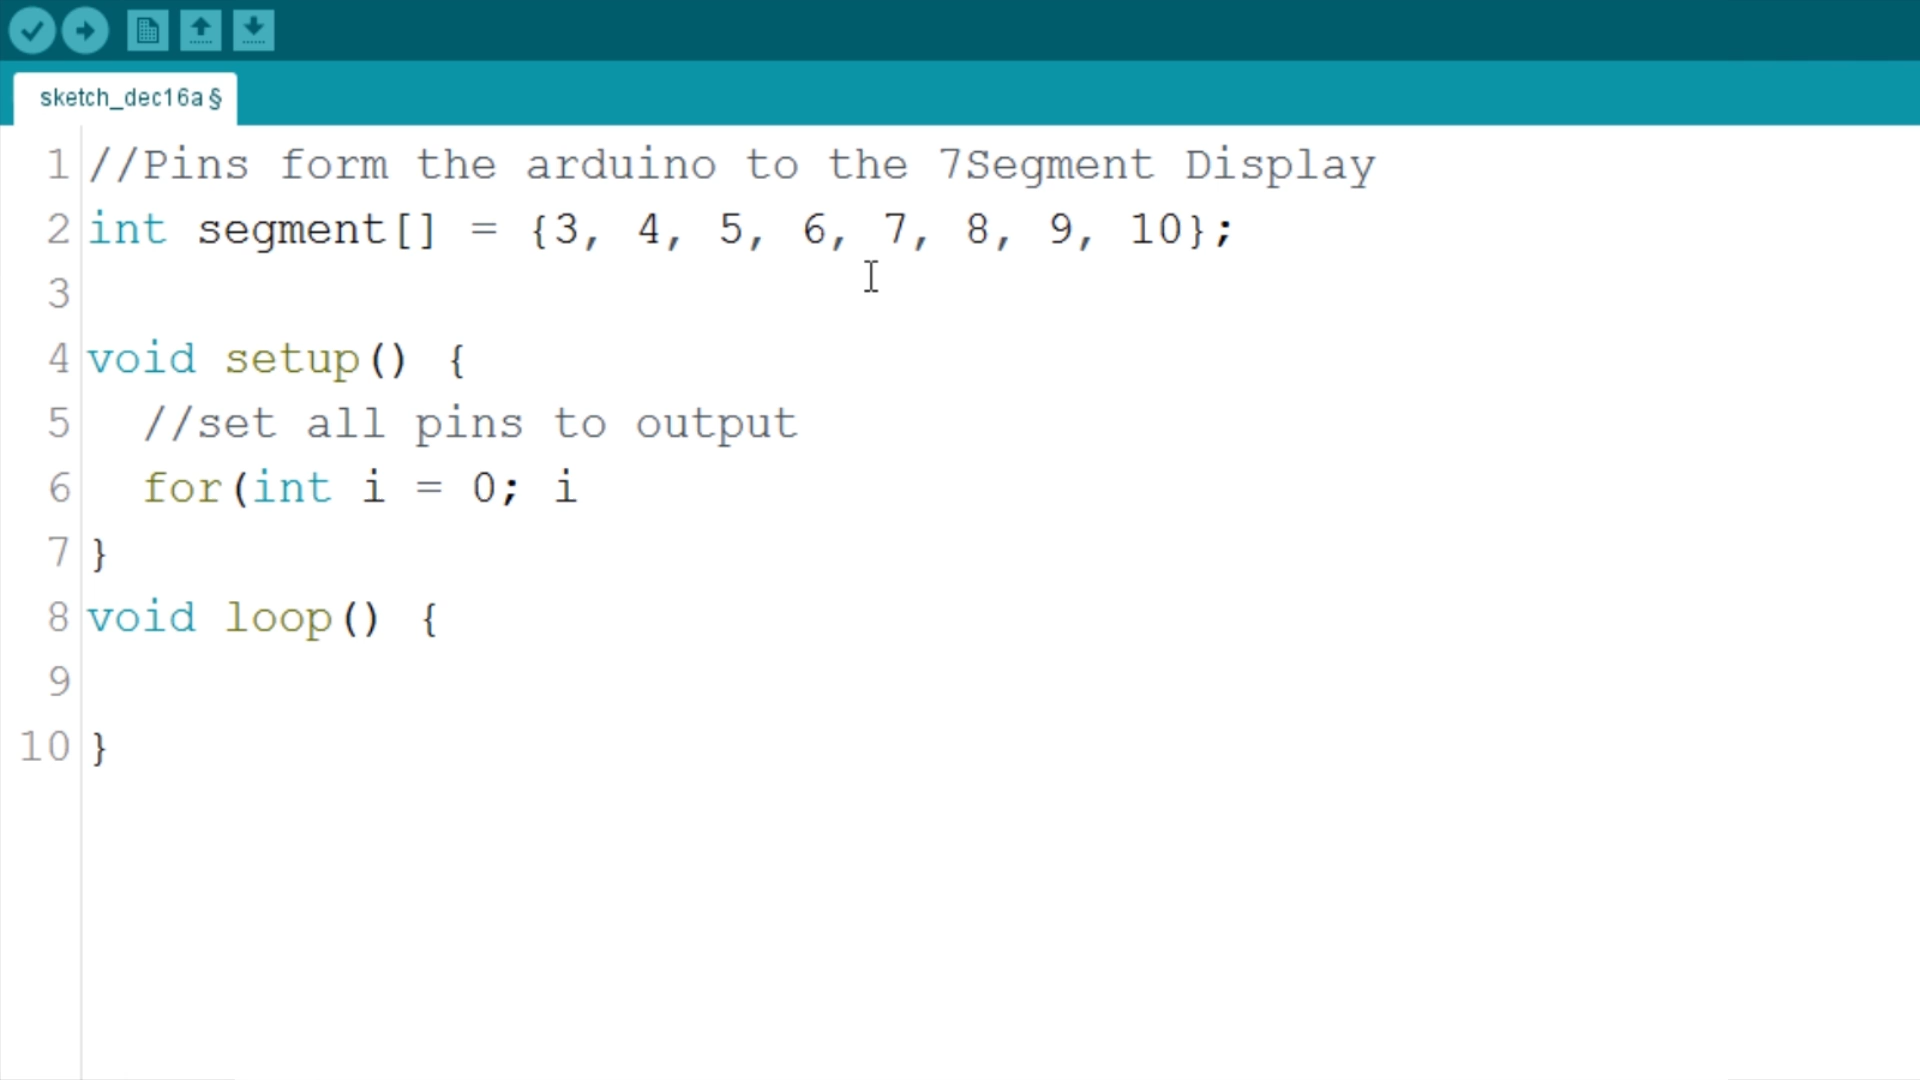 sketch_dec16a §
1 //Pins form the arduino to the 7Segment Display
2 int segment[] = {3, 4, 5, 6, 7, 8, 9, 10};
3
4 void setup() {
5   //set all pins to output
6   for(int i = 0; i
7 }
8 void loop() {
9
10 }